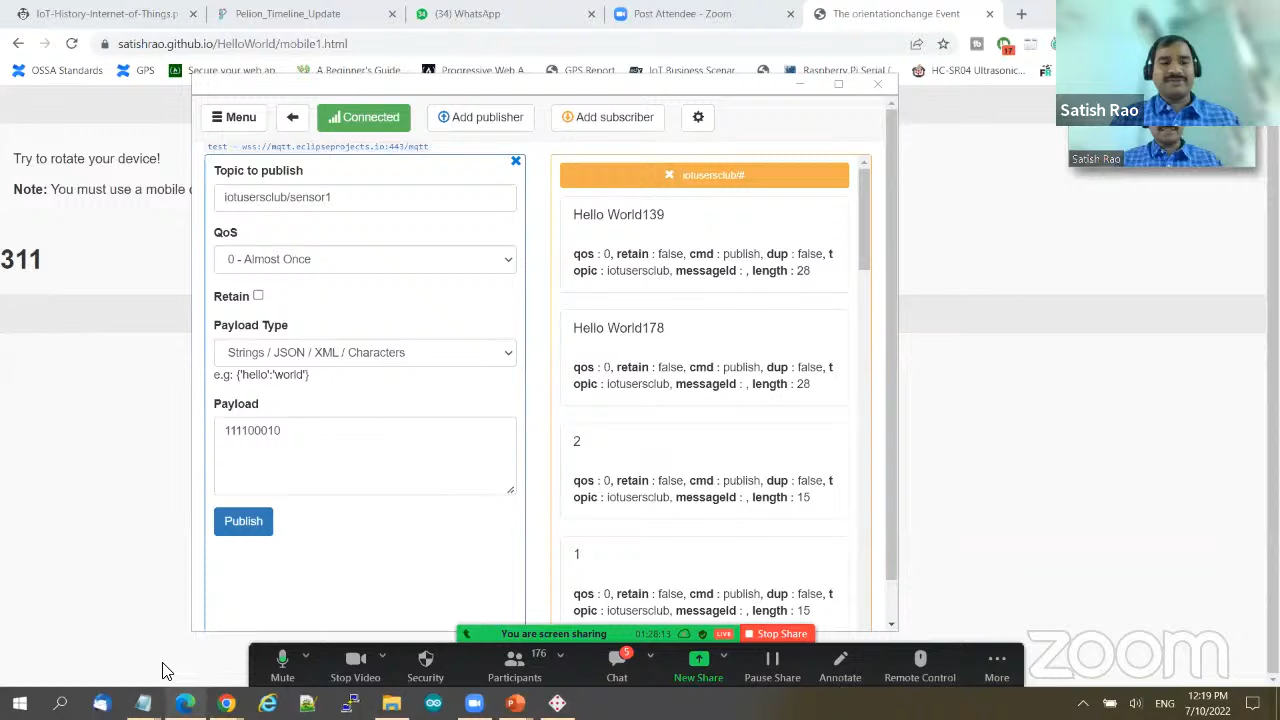 IoT-History-Internet-of-Things.p
Pelion_Timeline_Update
34
(34) WhatsApp
Post Attendee - Zoom
The orientationchange Event
satishrao.github.io/HelloWorld/mobile1.html
17
OSSA Standards
GPS
Secure your web ap
A Beginner's Guide
Progressive Web A
GPS Report
IoT Business Scenar
Raspberry Pi Serial (
HC-SR04 Ultrasonic...
FR
Satish Rao
Satish Rao
Menu
Connected
Add publisher
Add subscriber
test - wss://mqtt.eclipseprojects.io:443/mqtt
Try to rotate your device!
Note: You must use a mobile
311
Topic to publish
iotusersclub/sensor1
QoS
0 - Almost Once
Retain
Payload Type
Strings / JSON / XML / Characters
e.g: {'hello':'world'}
Payload
111100010
Publish
iotusersclub/#
Hello World139
qos : 0, retain : false, cmd : publish, dup : false, t
opic : iotusersclub, messageId : , length : 28
Hello World178
qos : 0, retain : false, cmd : publish, dup : false, t
opic : iotusersclub, messageId : , length : 28
2
qos : 0, retain : false, cmd : publish, dup : false, t
opic : iotusersclub, messageId : , length : 15
1
qos : 0, retain : false, cmd : publish, dup : false, t
opic : iotusersclub, messageId : , length : 15
You are screen sharing
01:28:13
LIVE
Stop Share
Mute
Stop Video
Security
176
Participants
5
Chat
New Share
Pause Share
Annotate
Remote Control
More
zoom
ENG
12:19 PM
7/10/2022